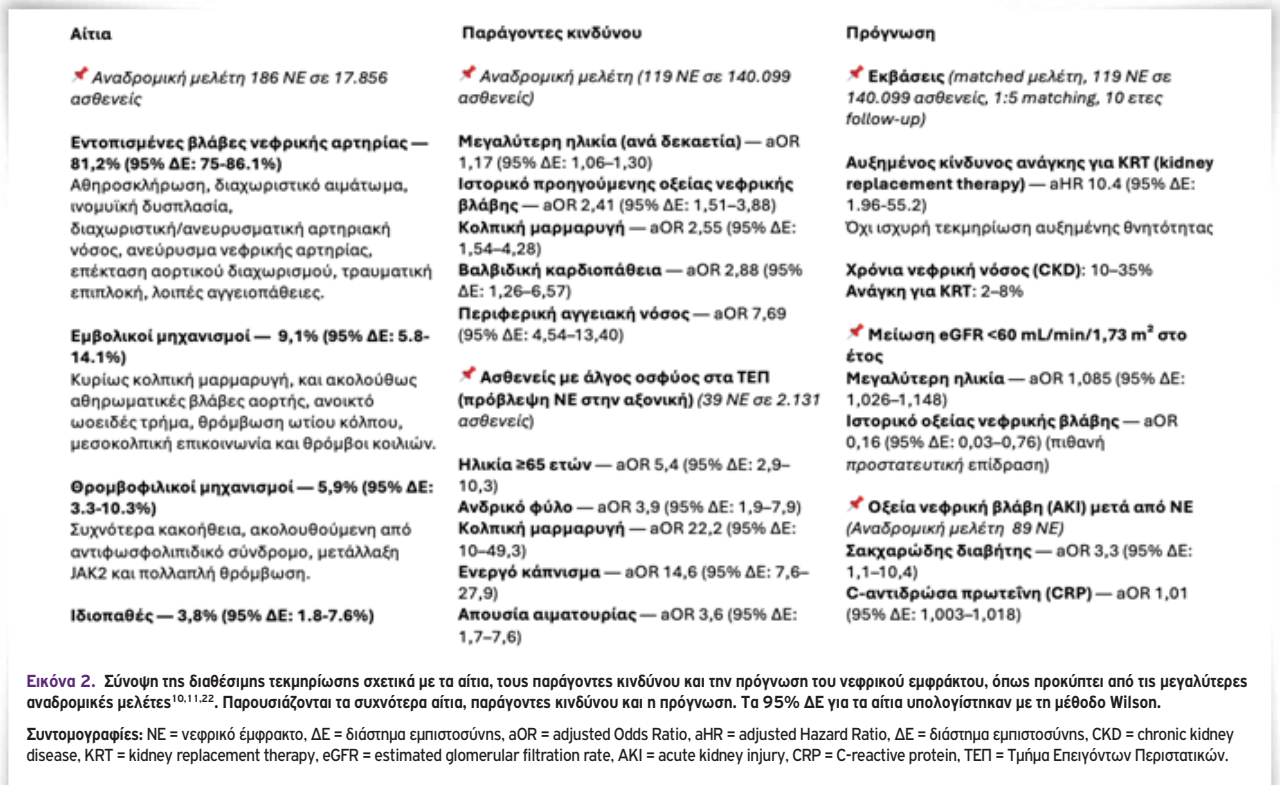 Αίτια
Αναδρομική μελέτη 186 ΝΕ σε 17.856
ασθενείς
Εντοπισμένες βλάβες νεφρικής αρτηρίας —
81,2% (95% ΔΕ: 75-86.1%)
Αθηροσκλήρωση, διαχωριστικό αιμάτωμα,
ινομυϊκή δυσπλασία,
διαχωριστική/ανευρυσματική αρτηριακή
νόσος, ανεύρυσμα νεφρικής αρτηρίας,
επέκταση αορτικού διαχωρισμού, τραυματική
επιπλοκή, λοιπές αγγειοπάθειες.
Εμβολικοί μηχανισμοί — 9,1% (95% ΔΕ: 5.8-
14.1%)
Κυρίως κολπική μαρμαρυγή, και ακολούθως
αθηρωματικές βλάβες αορτής, ανοικτό
ωοειδές τρήμα, θρόμβωση ωτίου κόλπου,
μεσοκολπική επικοινωνία και θρόμβοι κοιλιών.
Θρομβοφιλικοί μηχανισμοί — 5,9% (95% ΔΕ:
3.3-10.3%)
Συχνότερα κακοήθεια, ακολουθούμενη από
αντιφωσφολιπιδικό σύνδρομο, μετάλλαξη
JAK2 και πολλαπλή θρόμβωση.
Ιδιοπαθές — 3,8% (95% ΔΕ: 1.8-7.6%)
Παράγοντες κινδύνου
Αναδρομική μελέτη (119 ΝΕ σε 140.099
ασθενείς)
Μεγαλύτερη ηλικία (ανά δεκαετία) — aOR
1,17 (95% ΔΕ: 1,06–1,30)
Ιστορικό προηγούμενης οξείας νεφρικής
βλάβης — aOR 2,41 (95% ΔΕ: 1,51–3,88)
Κολπική μαρμαρυγή — aOR 2,55 (95% ΔΕ:
1,54–4,28)
Βαλβιδική καρδιοπάθεια — aOR 2,88 (95%
ΔΕ: 1,26–6,57)
Περιφερική αγγειακή νόσος — aOR 7,69
(95% ΔΕ: 4,54–13,40)
Ασθενείς με άλγος οσφύος στα ΤΕΠ
(πρόβλεψη ΝΕ στην αξονική) (39 ΝΕ σε 2.131
ασθενείς)
Ηλικία ≥65 ετών — aOR 5,4 (95% ΔΕ: 2,9–
10,3)
Ανδρικό φύλο — aOR 3,9 (95% ΔΕ: 1,9–7,9)
Κολπική μαρμαρυγή — aOR 22,2 (95% ΔΕ:
10–49,3)
Ενεργό κάπνισμα — aOR 14,6 (95% ΔΕ: 7,6–
27,9)
Απουσία αιματουρίας — aOR 3,6 (95% ΔΕ:
1,7–7,6)
Πρόγνωση
Εκβάσεις (matched μελέτη, 119 ΝΕ σε
140.099 ασθενείς, 1:5 matching, 10 ετες
follow-up)
Αυξημένος κίνδυνος ανάγκης για KRT (kidney
replacement therapy) — aHR 10.4 (95% ΔΕ:
1.96-55.2)
Όχι ισχυρή τεκμηρίωση αυξημένης θνητότητας
Χρόνια νεφρική νόσος (CKD): 10–35%
Ανάγκη για KRT: 2–8%
Μείωση eGFR <60 mL/min/1,73 m² στο
έτος
Μεγαλύτερη ηλικία — aOR 1,085 (95% ΔΕ:
1,026–1,148)
Ιστορικό οξείας νεφρικής βλάβης — aOR
0,16 (95% ΔΕ: 0,03–0,76) (πιθανή
προστατευτική επίδραση)
Οξεία νεφρική βλάβη (AKI) μετά από ΝΕ
(Αναδρομική μελέτη 89 ΝΕ)
Σακχαρώδης διαβήτης — aOR 3,3 (95% ΔΕ:
1,1–10,4)
C-αντιδρώσα πρωτεΐνη (CRP) — aOR 1,01
(95% ΔΕ: 1,003–1,018)
Εικόνα 2. Σύνοψη της διαθέσιμης τεκμηρίωσης σχετικά με τα αίτια, τους παράγοντες κινδύνου και την πρόγνωση του νεφρικού εμφράκτου, όπως προκύπτει από τις μεγαλύτερες
αναδρομικές μελέτες10,11,22. Παρουσιάζονται τα συχνότερα αίτια, παράγοντες κινδύνου και η πρόγνωση. Τα 95% ΔΕ για τα αίτια υπολογίστηκαν με τη μέθοδο Wilson.
Συντομογραφίες: ΝΕ = νεφρικό έμφρακτο, ΔΕ = διάστημα εμπιστοσύνης, aOR = adjusted Odds Ratio, aHR = adjusted Hazard Ratio, ΔΕ = διάστημα εμπιστοσύνης, CKD = chronic kidney
disease, KRT = kidney replacement therapy, eGFR = estimated glomerular filtration rate, AKI = acute kidney injury, CRP = C-reactive protein, ΤΕΠ = Τμήμα Επειγόντων Περιστατικών.